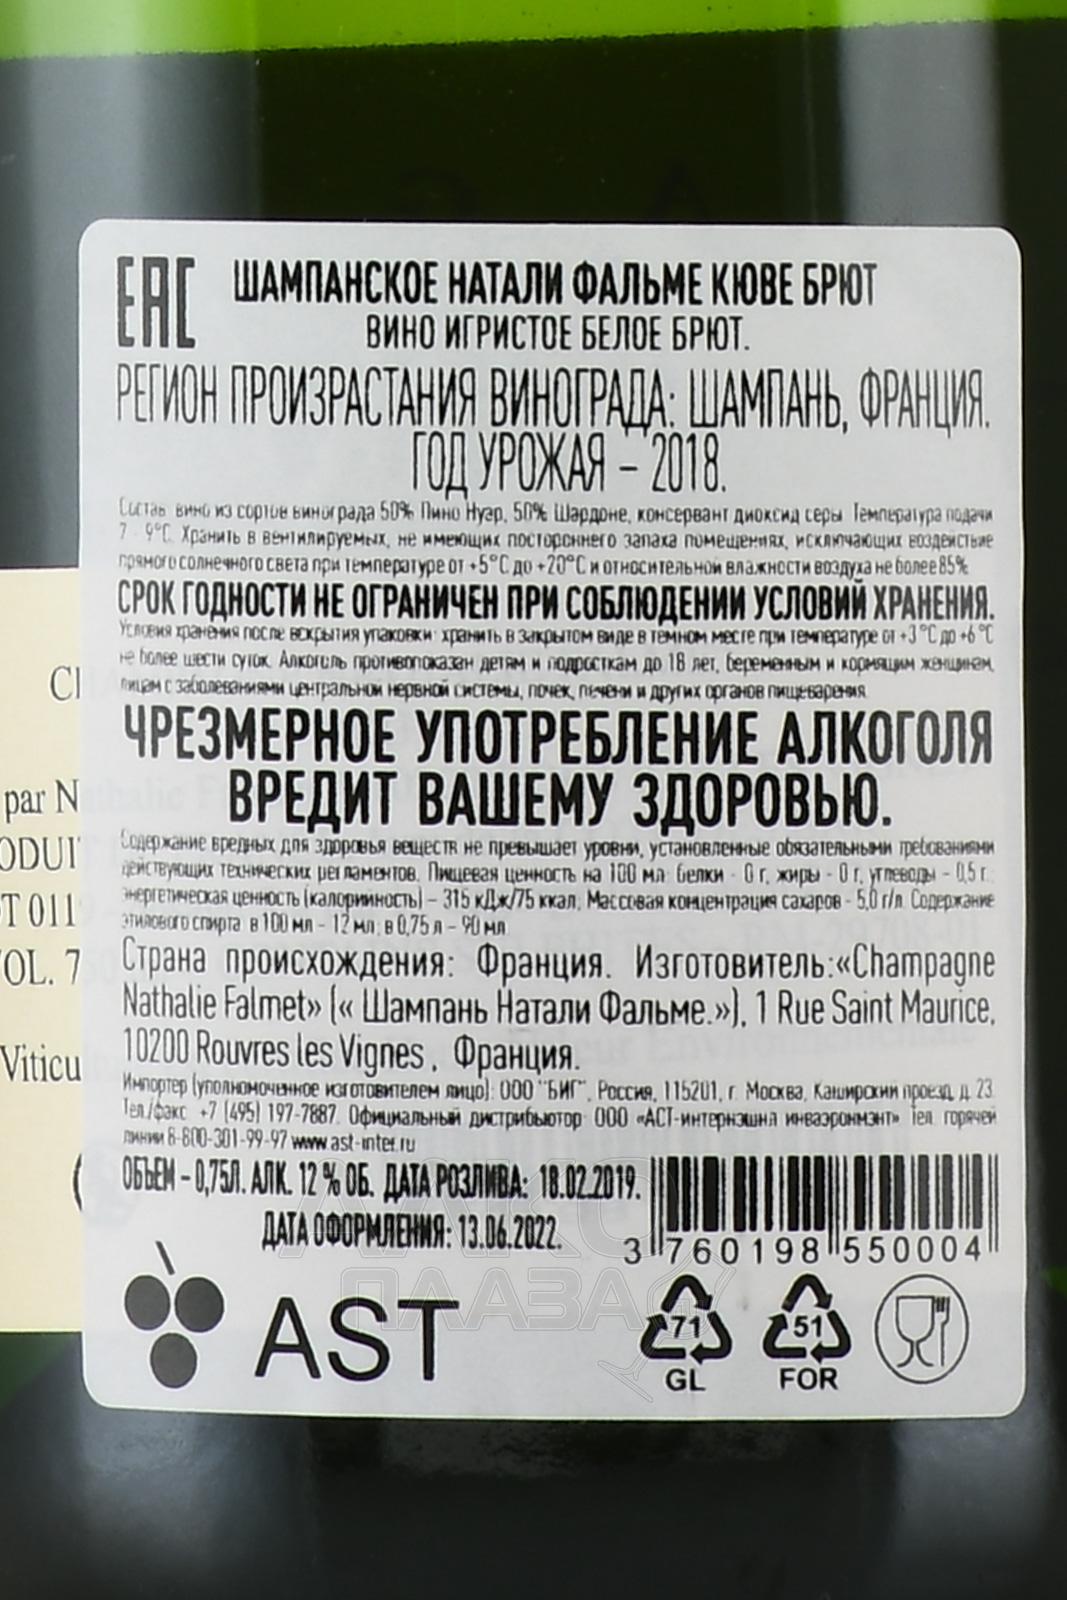 EAC
ШАМПАНСКОЕ НАТАЛИ ФАЛЬМЕ КЮВЕ БРЮТ
ВИНО ИГРИСТОЕ БЕЛОЕ БРЮТ.
РЕГИОН ПРОИЗРАСТАНИЯ ВИНОГРАДА: ШАМПАНЬ, ФРАНЦИЯ.
ГОД УРОЖАЯ – 2018.
Состав: вино из сортов винограда 50% Пино Нуар, 50% Шардоне, консервант диоксид серы. Температура подачи
7 - 9°C. Хранить в вентилируемых, не имеющих постороннего запаха помещениях, исключающих воздействие
прямого солнечного света при температуре от +5°C до +20°C и относительной влажности воздуха не более 85%.
СРОК ГОДНОСТИ НЕ ОГРАНИЧЕН ПРИ СОБЛЮДЕНИИ УСЛОВИЙ ХРАНЕНИЯ.
Условия хранения после вскрытия упаковки: хранить в закрытом виде в темном месте при температуре от +3 °C до +6 °C
не более шести суток. Алкоголь противопоказан детям и подросткам до 18 лет, беременным и кормящим женщинам,
лицам с заболеваниями центральной нервной системы, почек, печени и других органов пищеварения.
ЧРЕЗМЕРНОЕ УПОТРЕБЛЕНИЕ АЛКОГОЛЯ
ВРЕДИТ ВАШЕМУ ЗДОРОВЬЮ.
Содержание вредных для здоровья веществ не превышает уровни, установленные обязательными требованиями
действующих технических регламентов. Пищевая ценность на 100 мл: белки - 0 г, жиры - 0 г, углеводы - 0,5 г.
энергетическая ценность (калорийность) – 315 кДж/75 ккал; Массовая концентрация сахаров - 5,0 г/л. Содержание
этилового спирта: в 100 мл - 12 мл; в 0,75 л - 90 мл
Страна происхождения: Франция. Изготовитель:«Champagne
Nathalie Falmet» (« Шампань Натали Фальме.»), 1 Rue Saint Maurice,
10200 Rouvres les Vignes , Франция.
Импортер (уполномоченное изготовителем лицо): ООО "БИГ", Россия, 115201, г. Москва, Каширский проезд, д. 23.
Тел./факс: +7 (495) 197-7887. Официальный дистрибьютор: ООО «АСТ-интернэшнл инваэронмэнт» Тел. горячей
линии 8-800-301-99-97 www.ast-inter.ru
ОБЪЕМ – 0,75Л. АЛК. 12 % ОБ. ДАТА РОЗЛИВА: 18.02.2019.
ДАТА ОФОРМЛЕНИЯ: 13.06.2022.
3 760198 550004
AST
71
GL
51
FOR
АЛКО
ПЛАЗА
par N
VOL. 7
Viticu